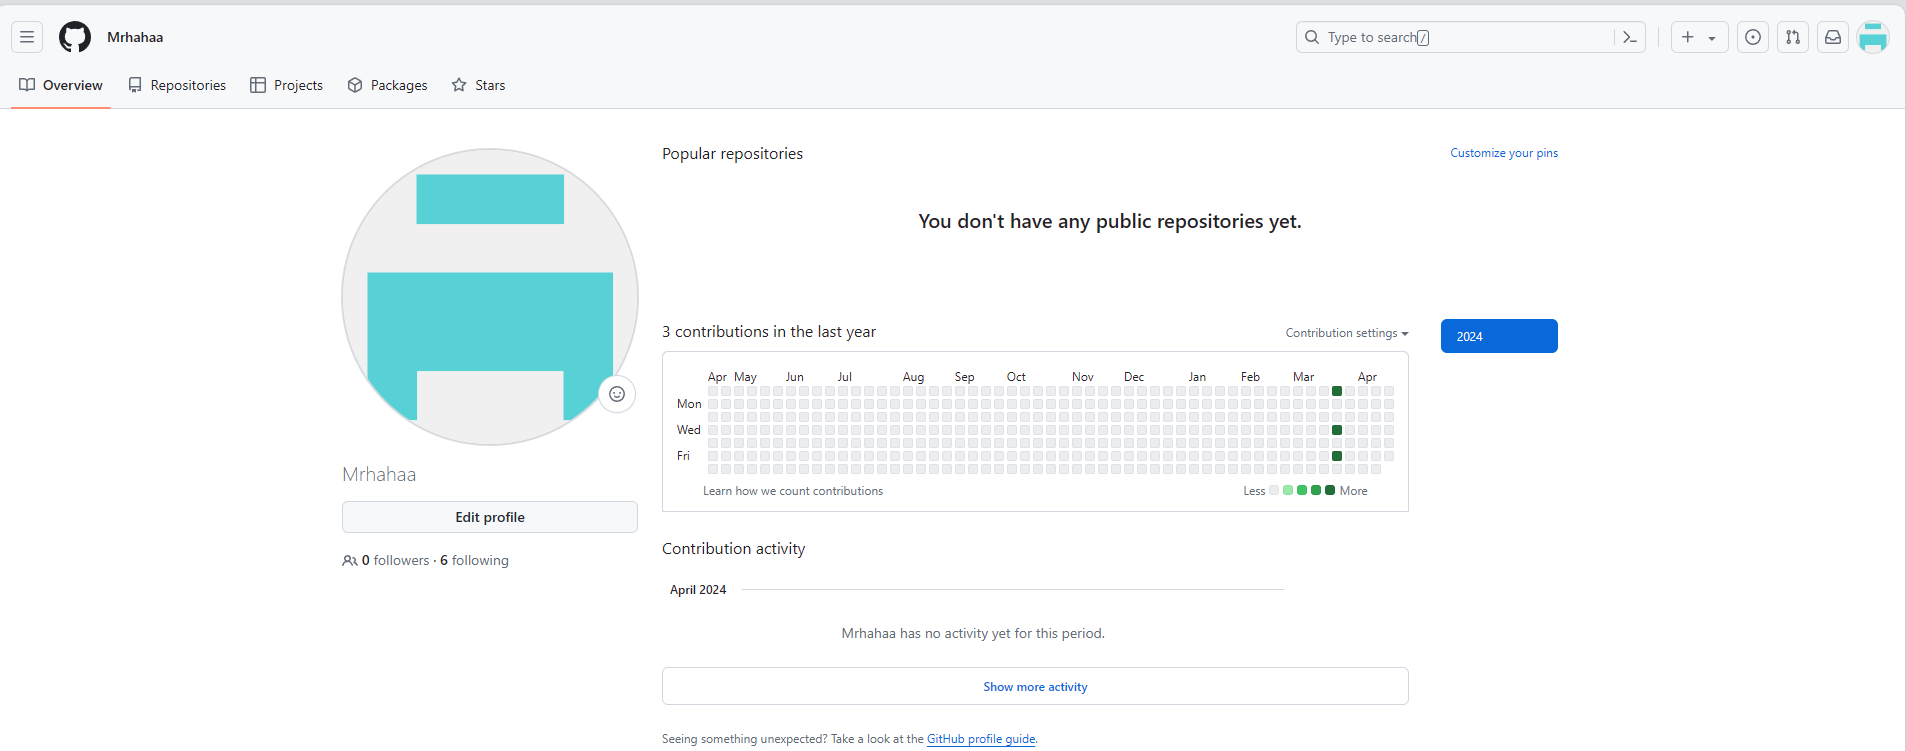 Mrhahaa
Type to search /
Overview Repositories Projects Packages Stars
Popular repositories
Customize your pins
You don't have any public repositories yet.
3 contributions in the last year
Contribution settings
2024
Apr May Jun Jul Aug Sep Oct Nov Dec Jan Feb Mar Apr
Mon
Wed
Fri
Learn how we count contributions
Less More
Mrhahaa
Edit profile
0 followers · 6 following
Contribution activity
April 2024
Mrhahaa has no activity yet for this period.
Show more activity
Seeing something unexpected? Take a look at the GitHub profile guide.